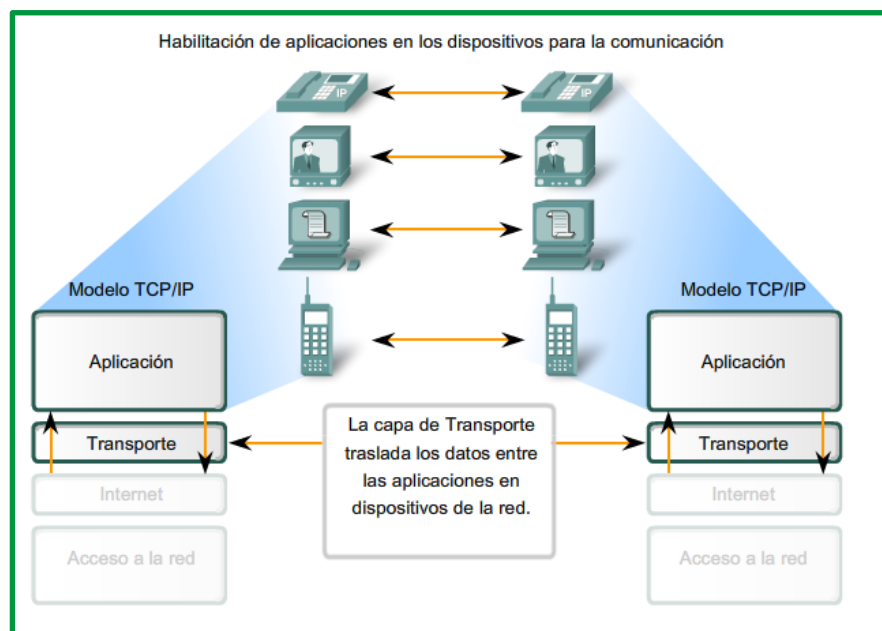 Habilitación de aplicaciones en los dispositivos para la comunicación
IP
IP
Modelo TCP/IP
Modelo TCP/IP
Aplicación
Aplicación
La capa de Transporte
traslada los datos entre
las aplicaciones en
dispositivos de la red.
Transporte
Transporte
Internet
Internet
Acceso a la red
Acceso a la red